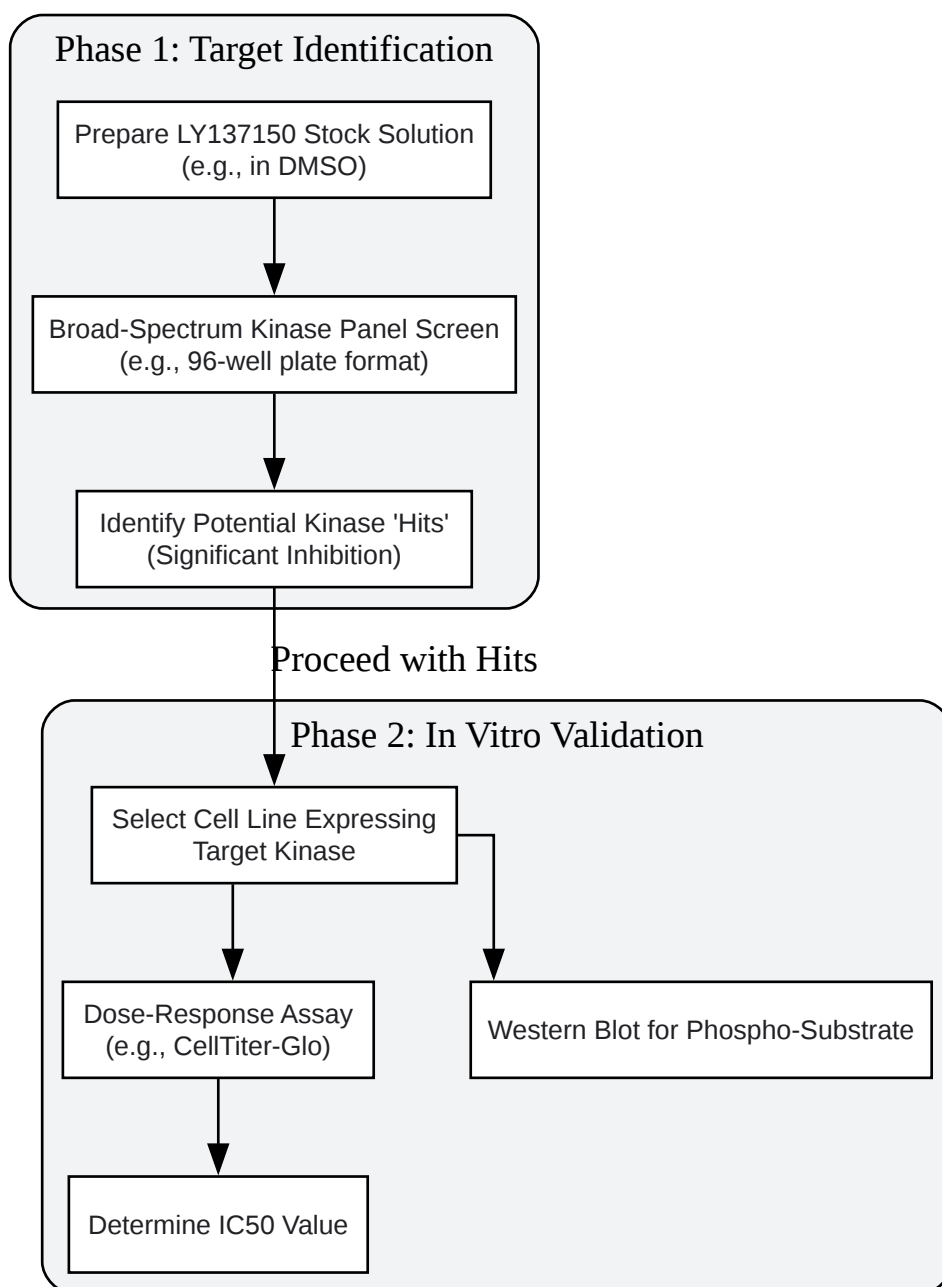 Phase 1: Target Identification
Prepare LY137150 Stock Solution
(e.g., in DMSO)
Broad-Spectrum Kinase Panel Screen
(e.g., 96-well plate format)
Identify Potential Kinase 'Hits'
(Significant Inhibition)
Proceed with Hits
Phase 2: In Vitro Validation
Select Cell Line Expressing
Target Kinase
Dose-Response Assay
(e.g., CellTiter-Glo)
Western Blot for Phospho-Substrate
Determine IC50 Value